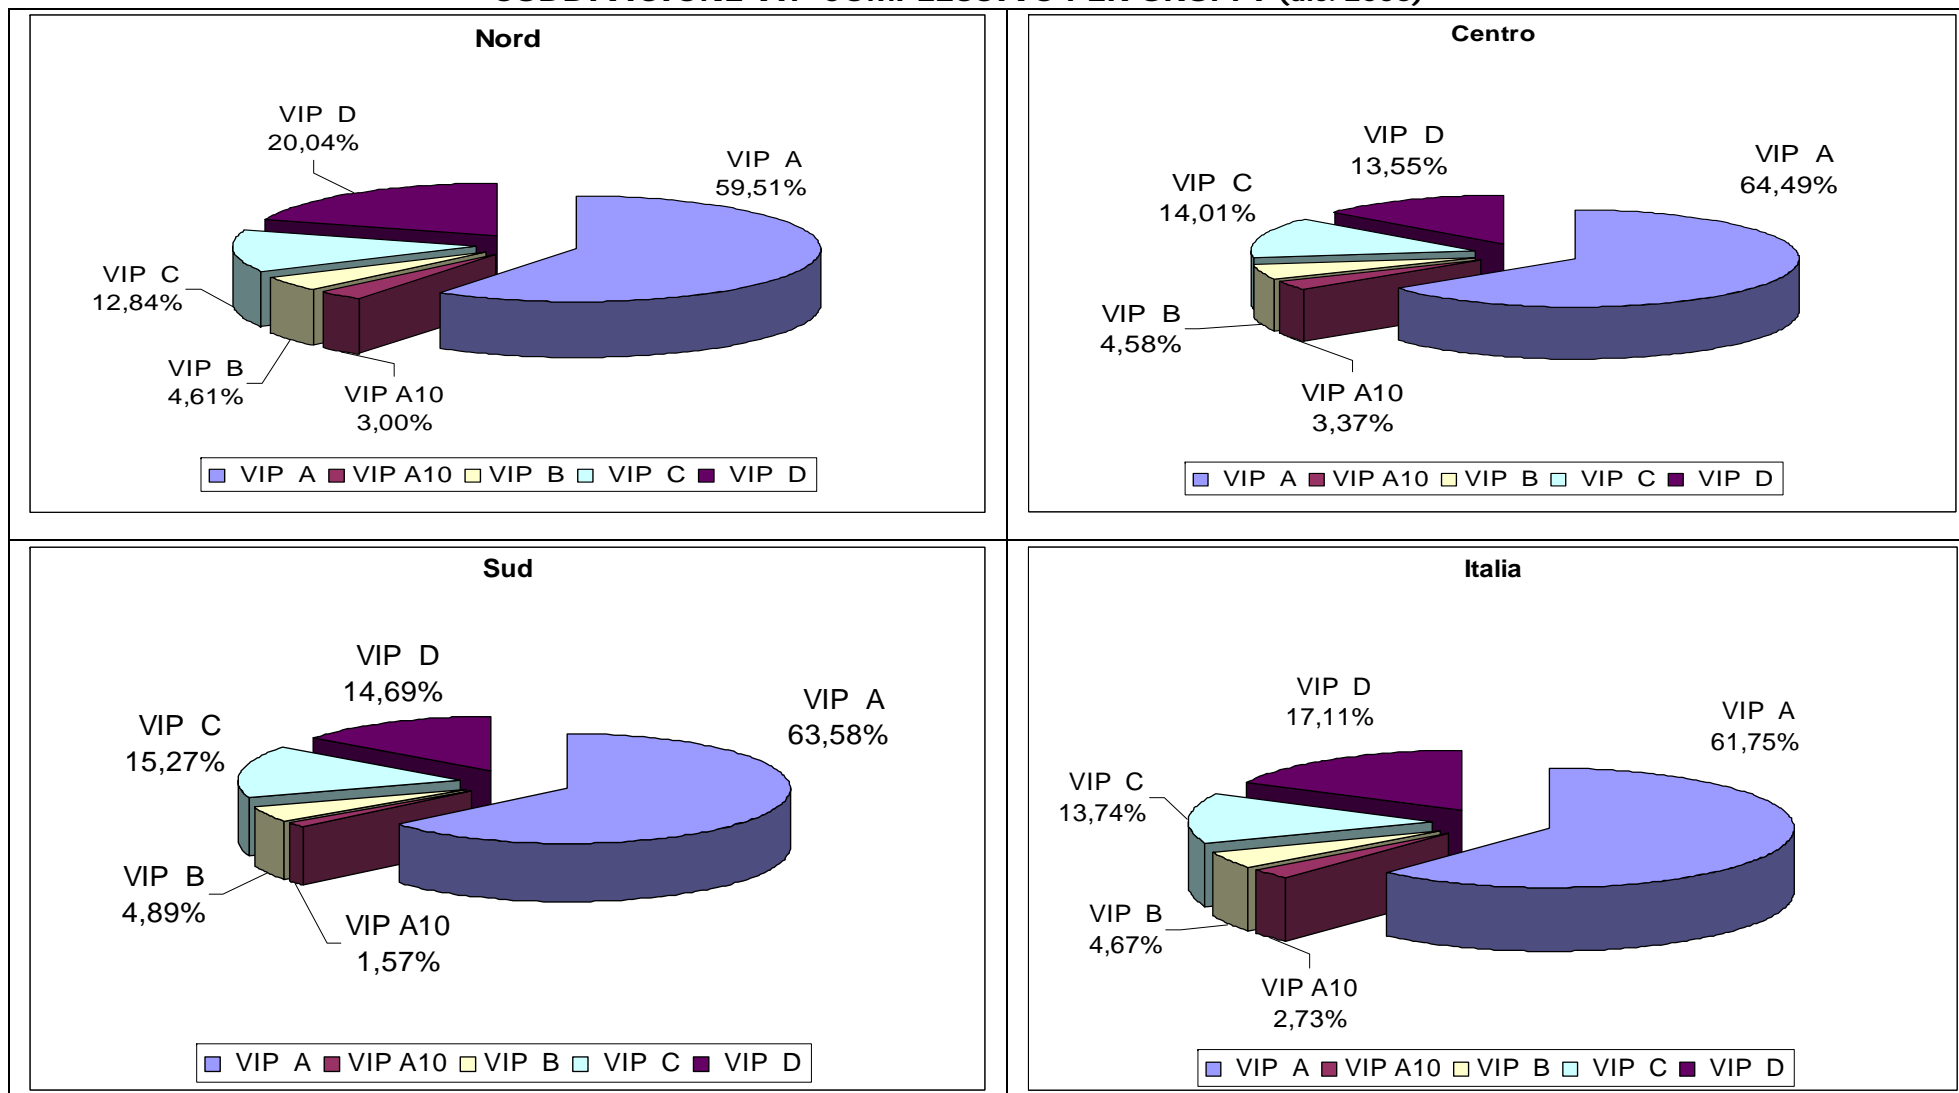 Nord
VIP D
20,04%
VIP A
59,51%
VIP C
12,84%
VIP B
4,61%
VIP A10
3,00%
VIP A VIP A10 VIP B VIP C VIP D
Centro
VIP D
13,55%
VIP A
64,49%
VIP C
14,01%
VIP B
4,58%
VIP A10
3,37%
VIP A VIP A10 VIP B VIP C VIP D
Sud
VIP D
14,69%
VIP A
63,58%
VIP C
15,27%
VIP B
4,89%
VIP A10
1,57%
VIP A VIP A10 VIP B VIP C VIP D
Italia
VIP D
17,11%
VIP A
61,75%
VIP C
13,74%
VIP B
4,67%
VIP A10
2,73%
VIP A VIP A10 VIP B VIP C VIP D